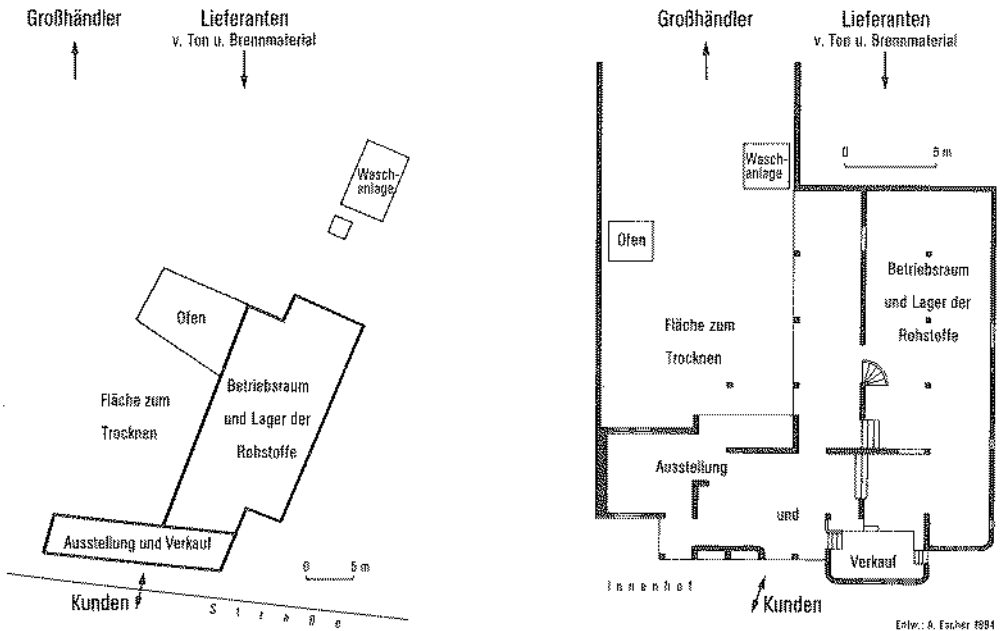 Großhändler
Lieferanten
v. Ton u. Brennmaterial
Wasch-
anlage
Ofen
Betriebsraum
und Lager der
Rohstoffe
Fläche zum
Trocknen
Ausstellung und Verkauf
0 5 m
Kunden
Straße
Großhändler
Lieferanten
v. Ton u. Brennmaterial
0 5 m
Wasch-
anlage
Ofen
Betriebsraum
und Lager der
Rohstoffe
Fläche zum
Trocknen
Ausstellung
und
Verkauf
Innenhof
Kunden
Entw.: A. Escher 1994